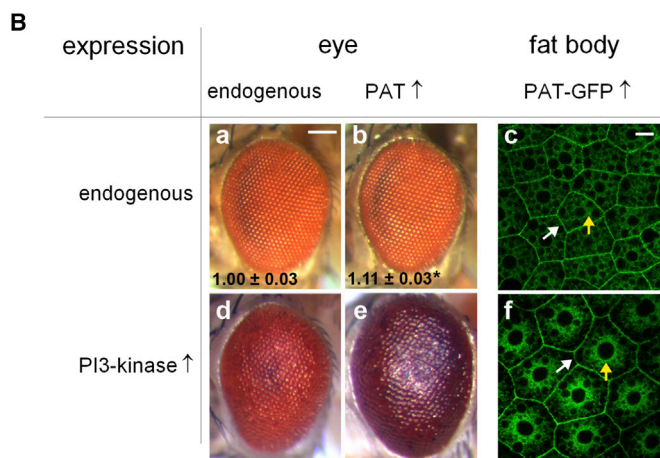 B
expression eye fat body
endogenous PAT ↑ PAT-GFP ↑
endogenous
a b c
1.00 ± 0.03 1.11 ± 0.03*
PI3-kinase ↑
d e f